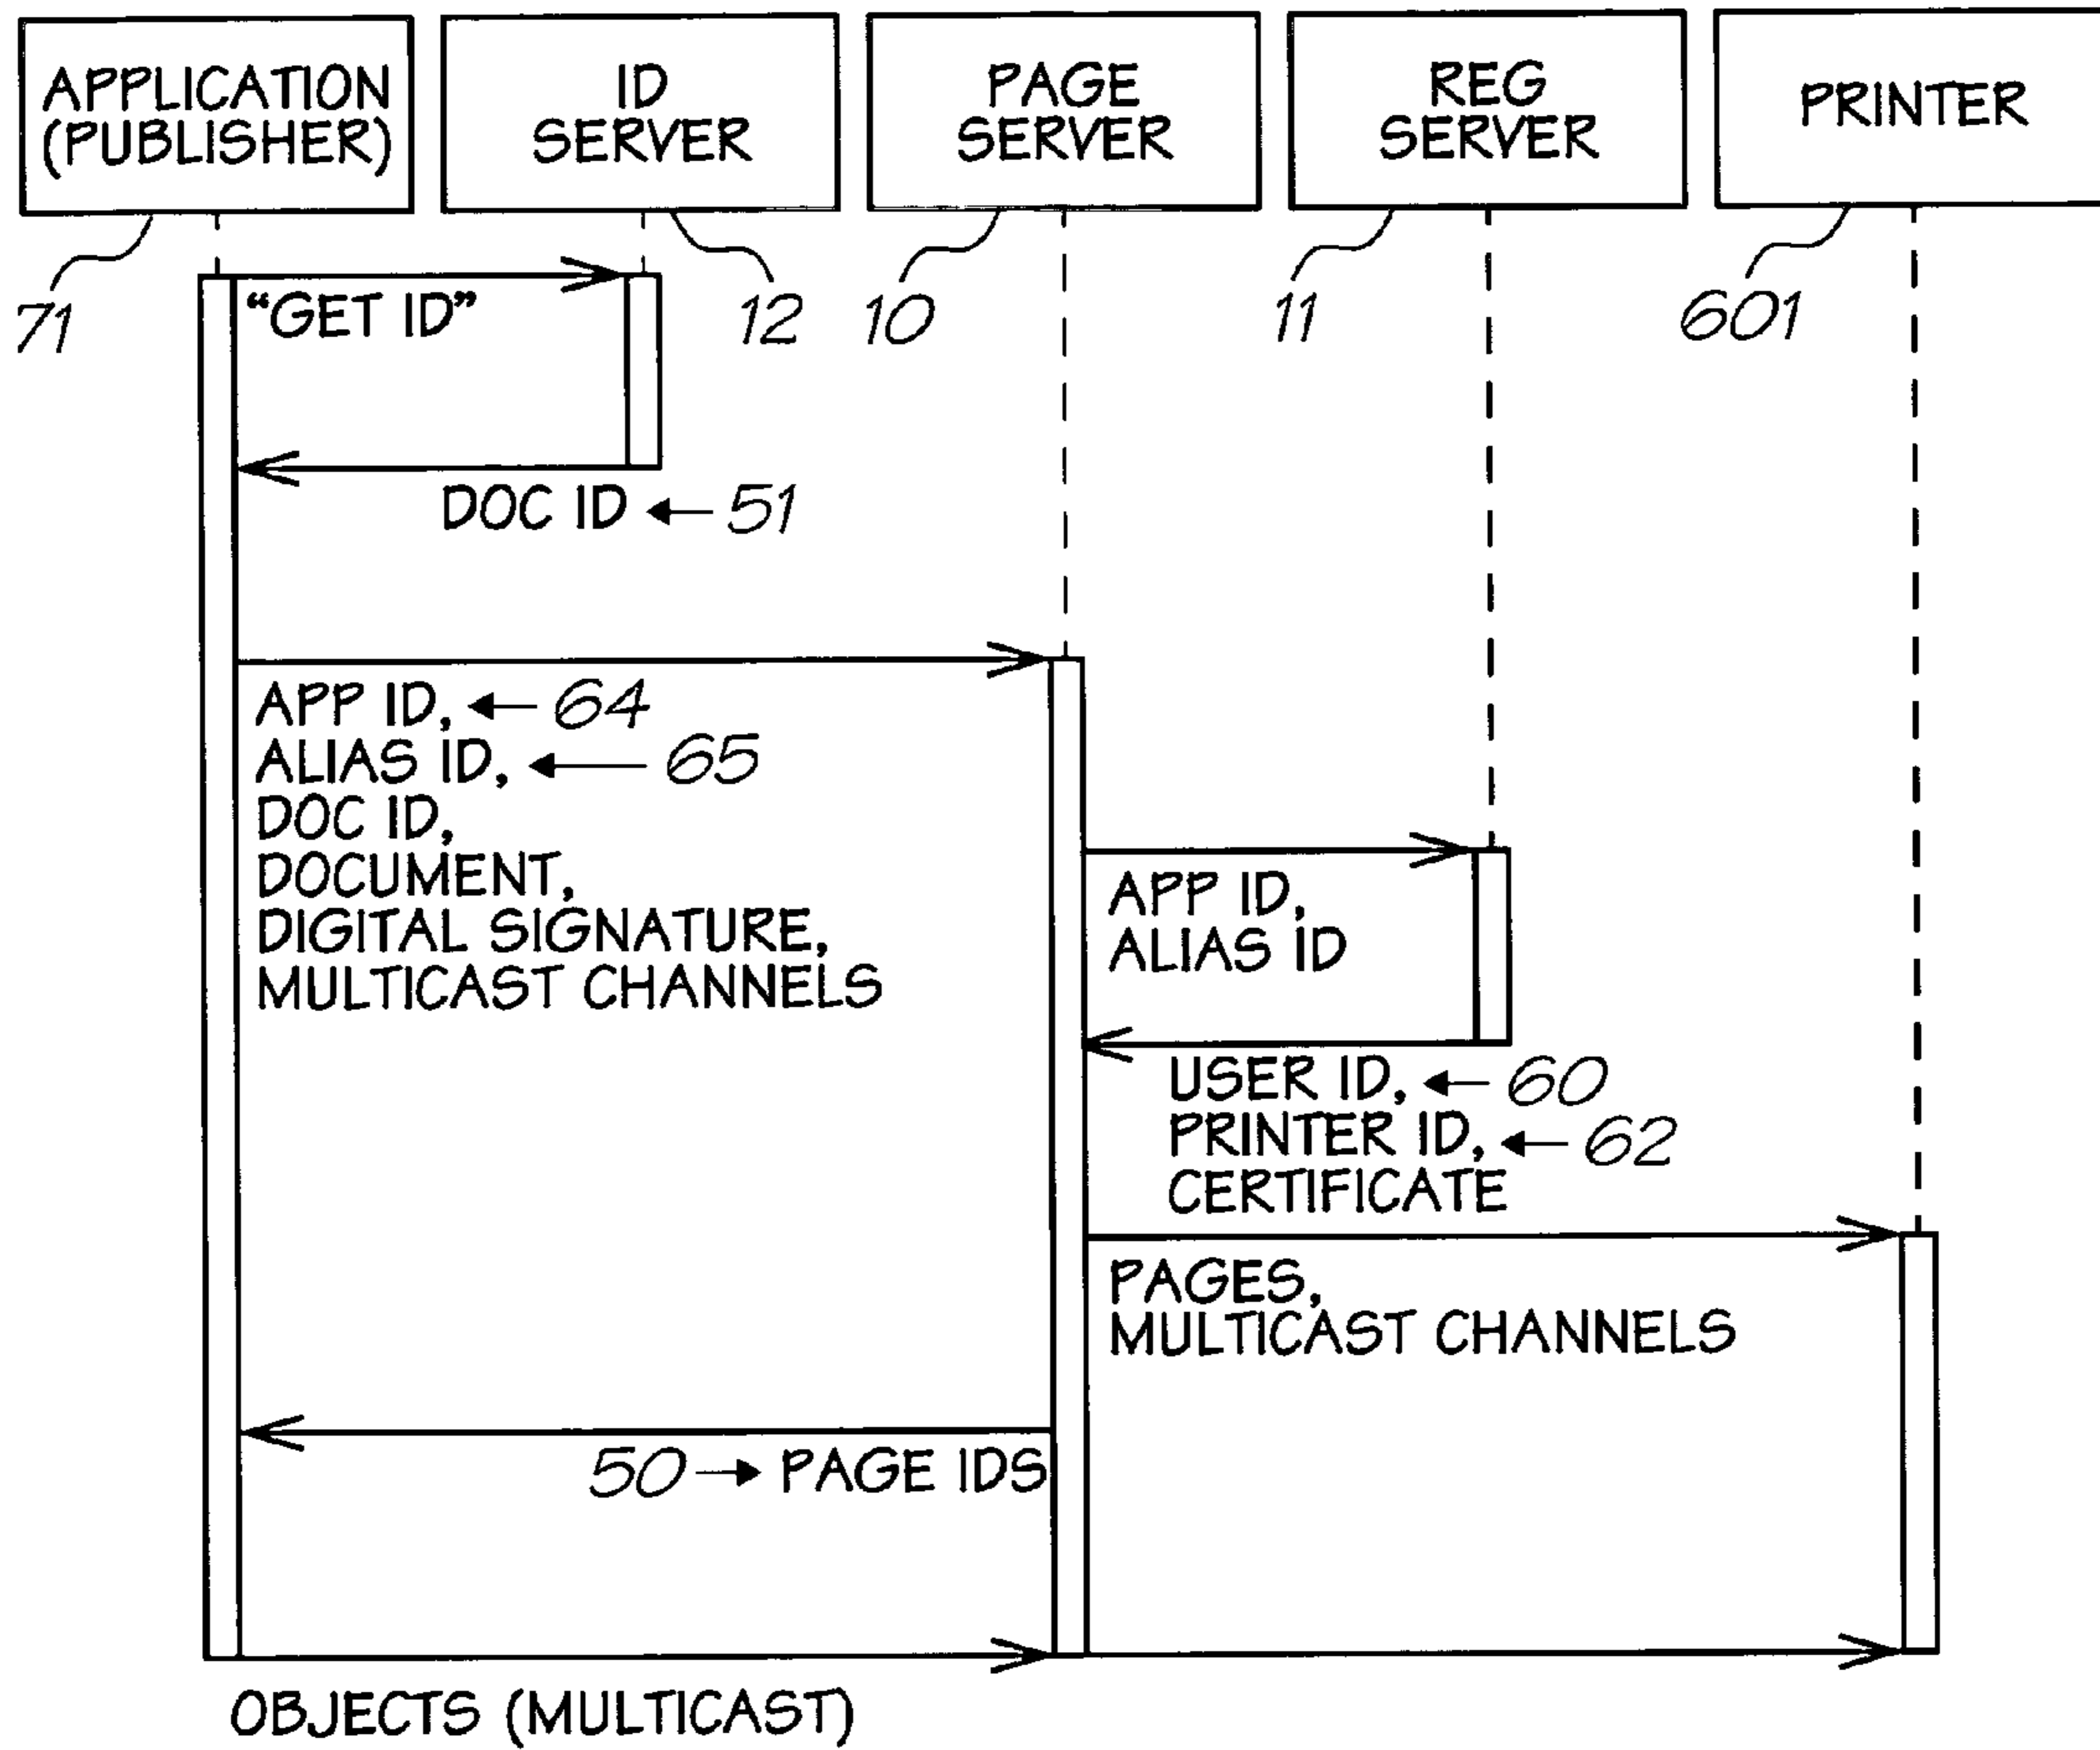 APPLICATION
(PUBLISHER)
ID
SERVER
PAGE
SERVER
REG
SERVER
PRINTER
71
12
10
11
601
“GET ID”
DOC ID
51
APP ID,
64
ALIAS ID,
65
DOC ID,
DOCUMENT,
DIGITAL SIGNATURE,
MULTICAST CHANNELS
APP ID,
ALIAS ID
USER ID,
60
PRINTER ID,
62
CERTIFICATE
PAGES,
MULTICAST CHANNELS
50
PAGE IDS
OBJECTS (MULTICAST)